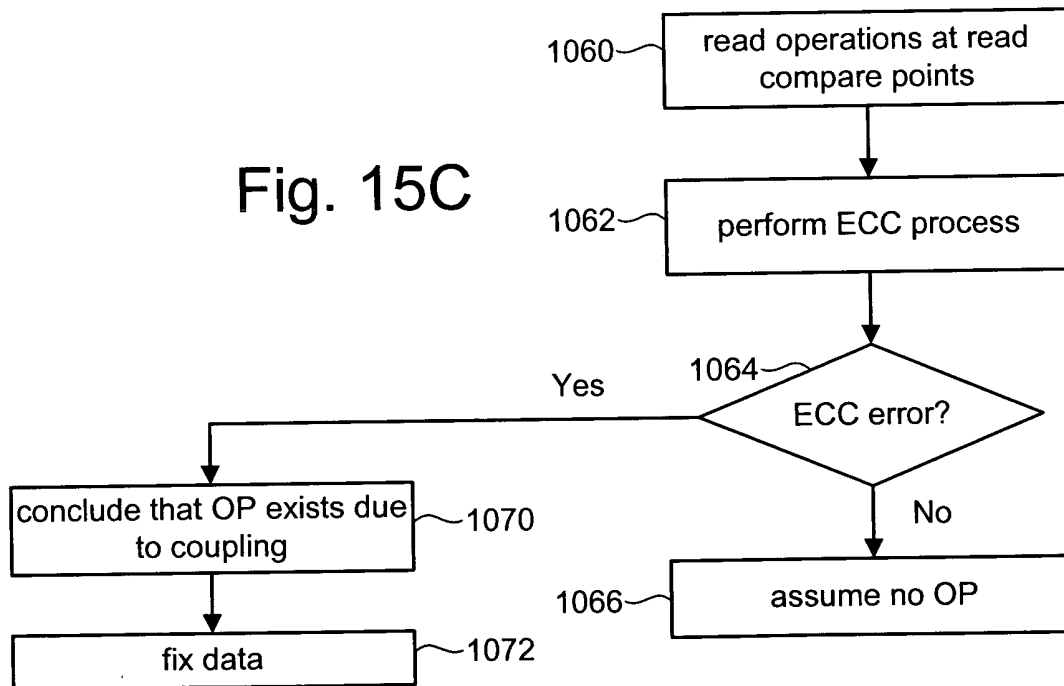 1060
read operations at read
compare points
Fig. 15C
1062
perform ECC process
1064
Yes
ECC error?
conclude that OP exists due
to coupling
1070
No
1066
assume no OP
fix data
1072